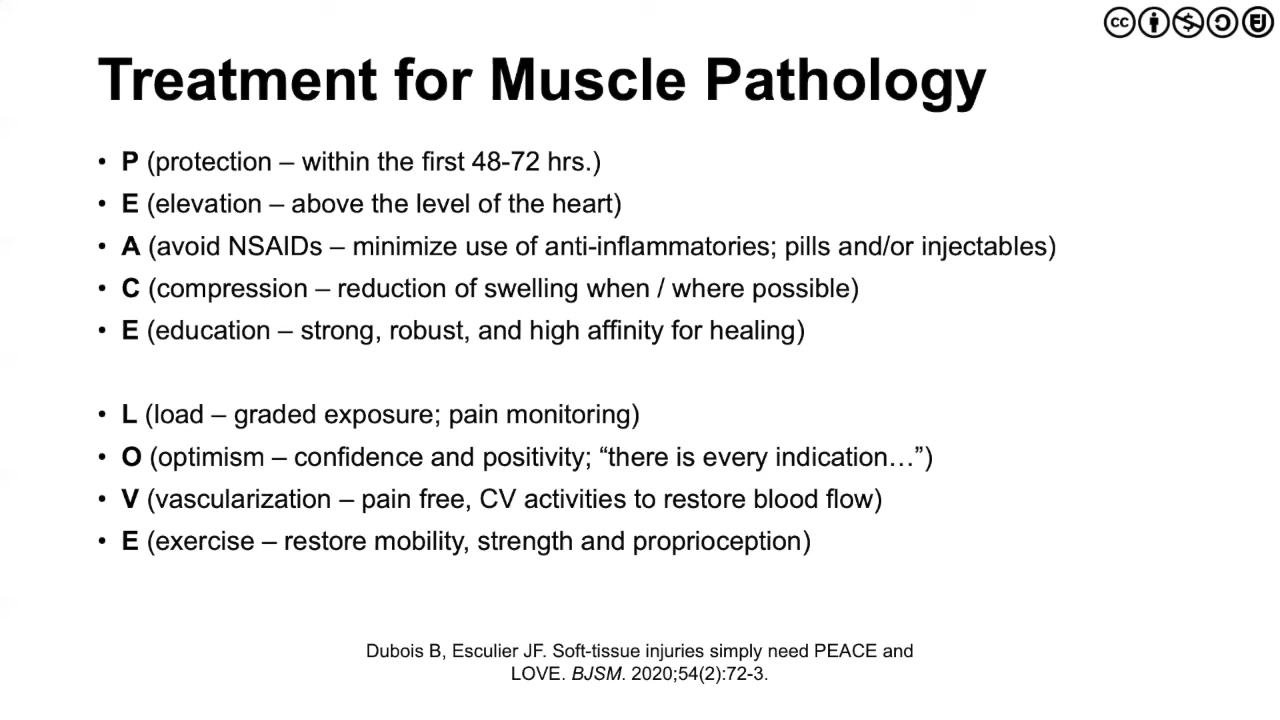 cc
Treatment for Muscle Pathology
• P (protection – within the first 48-72 hrs.)
• E (elevation – above the level of the heart)
• A (avoid NSAIDs – minimize use of anti-inflammatories; pills and/or injectables)
• C (compression – reduction of swelling when / where possible)
• E (education – strong, robust, and high affinity for healing)
• L (load – graded exposure; pain monitoring)
• O (optimism – confidence and positivity; “there is every indication…”)
• V (vascularization – pain free, CV activities to restore blood flow)
• E (exercise – restore mobility, strength and proprioception)
Dubois B, Esculier JF. Soft-tissue injuries simply need PEACE and
LOVE. BJSM. 2020;54(2):72-3.